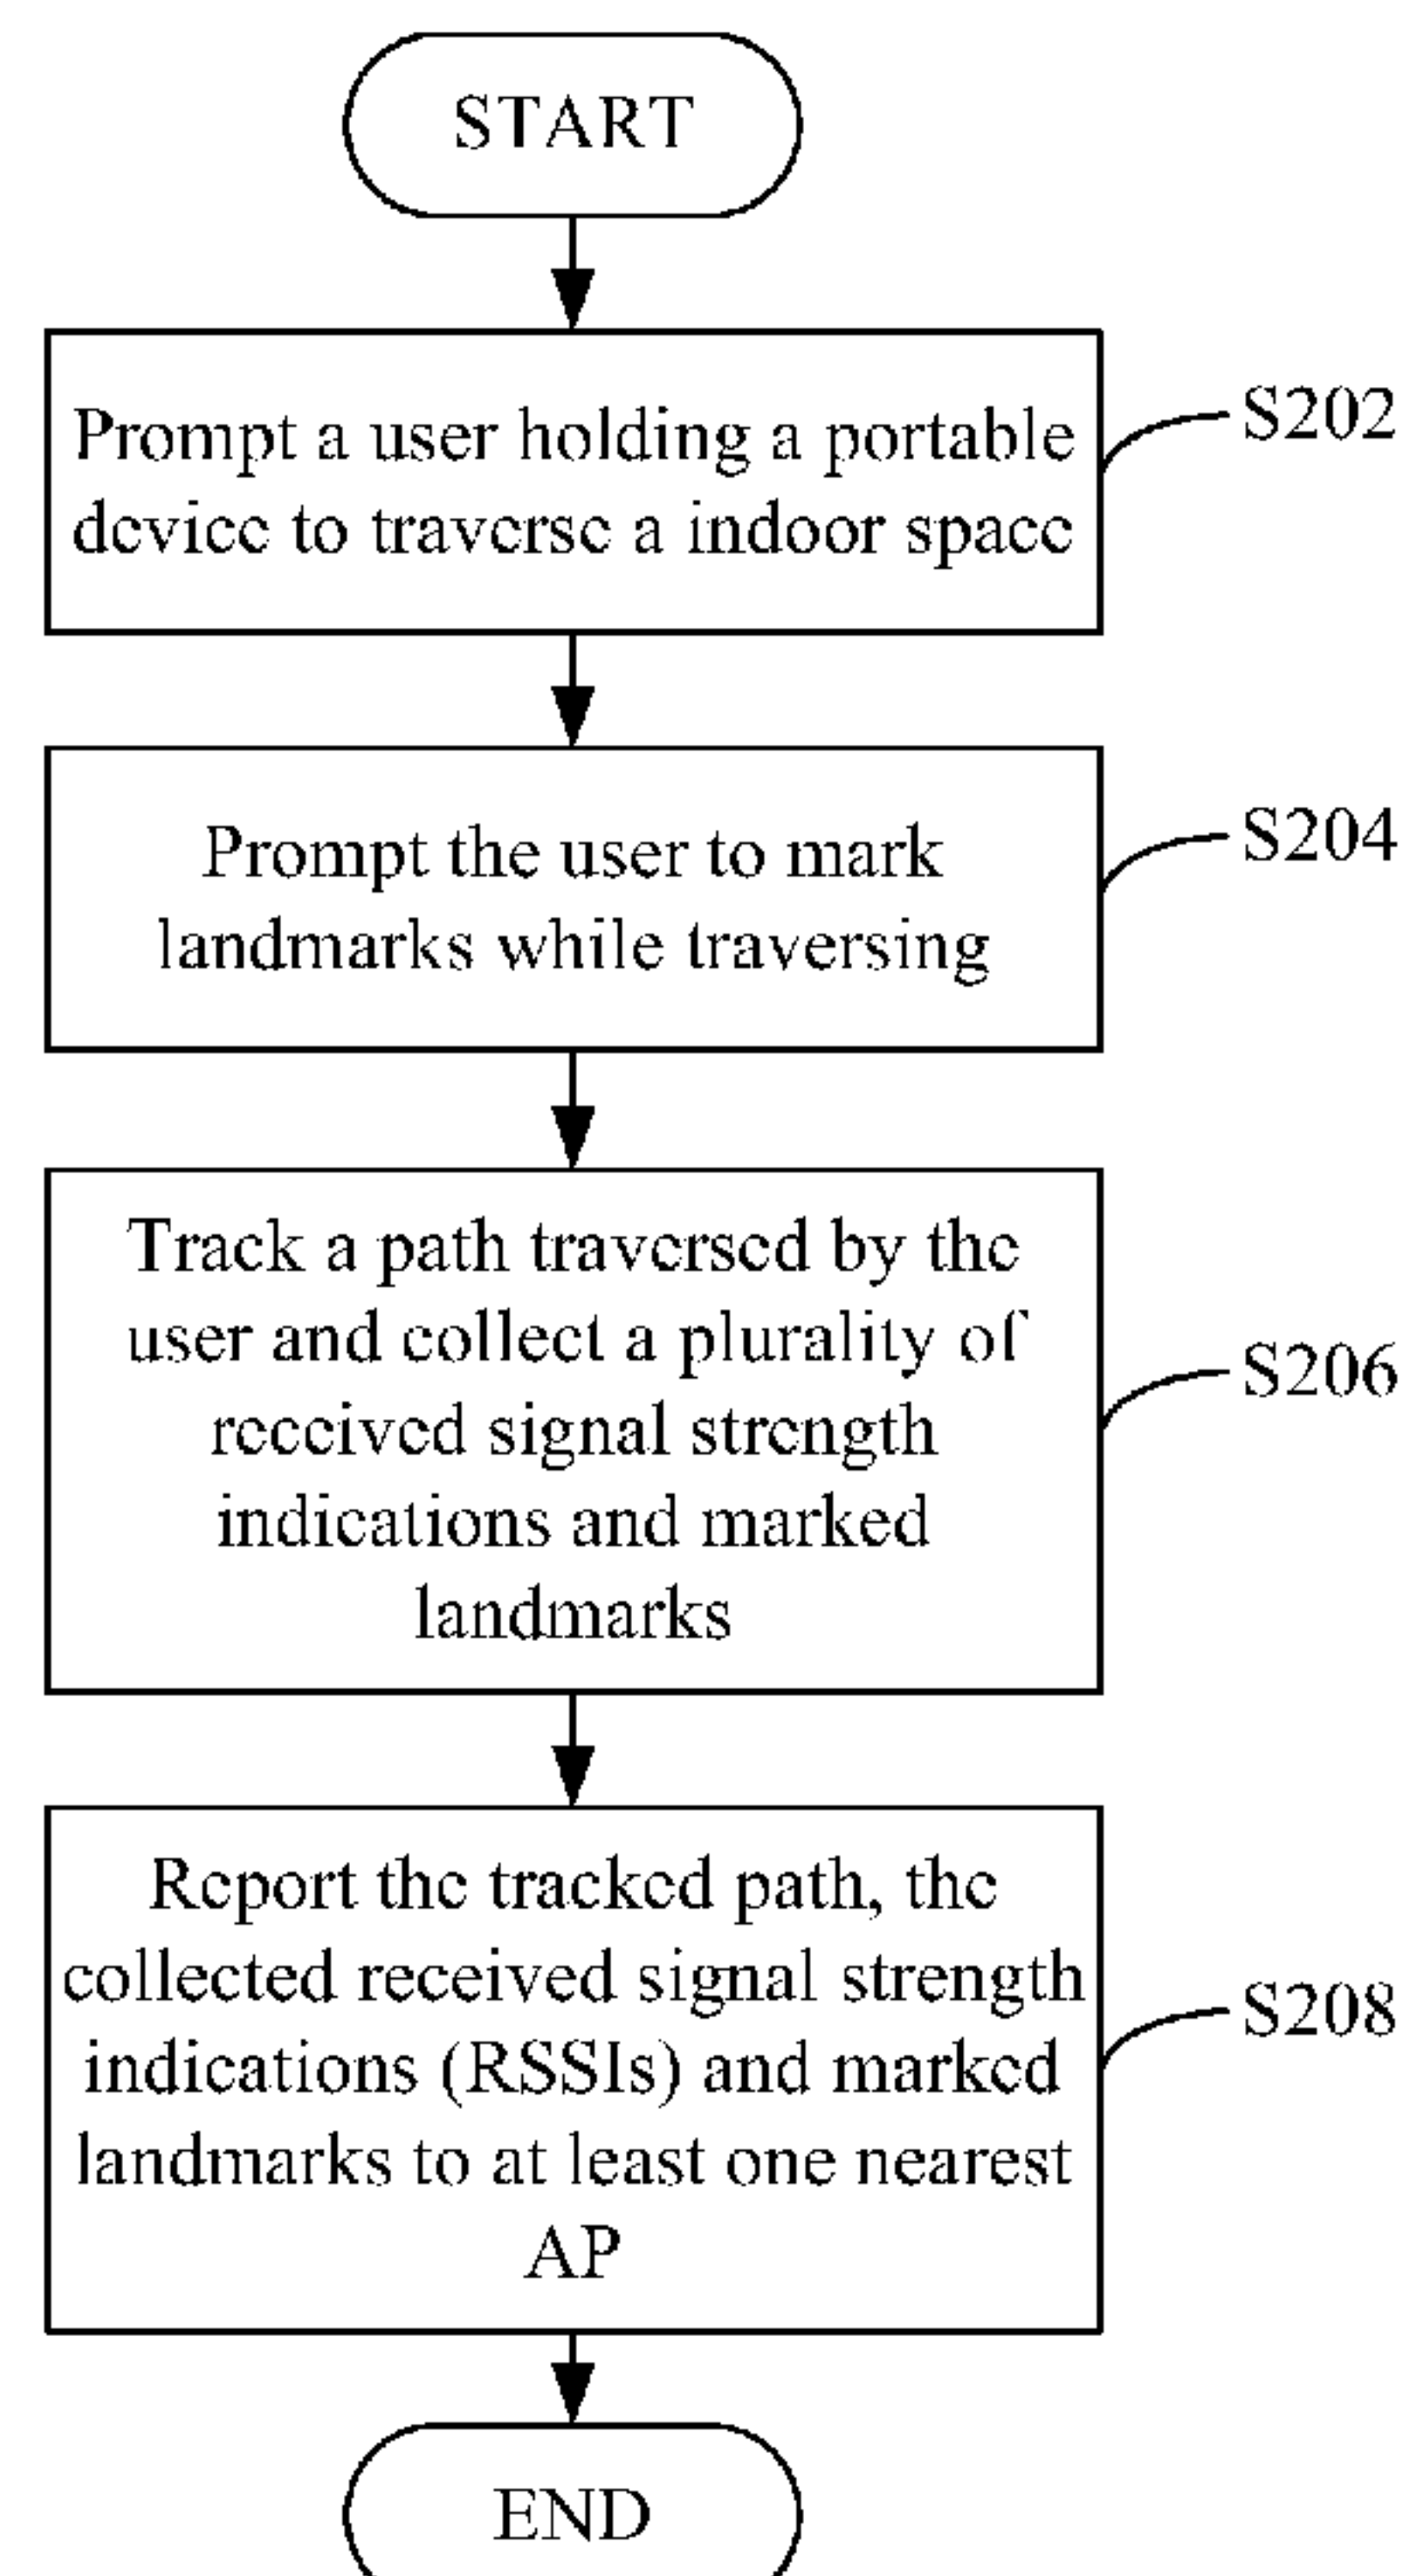 START
Prompt a user holding a portable
device to traverse a indoor space
S202
Prompt the user to mark
landmarks while traversing
S204
Track a path traversed by the
user and collect a plurality of
received signal strength
indications and marked
landmarks
S206
Report the tracked path, the
collected received signal strength
indications (RSSIs) and marked
landmarks to at least one nearest
AP
S208
END